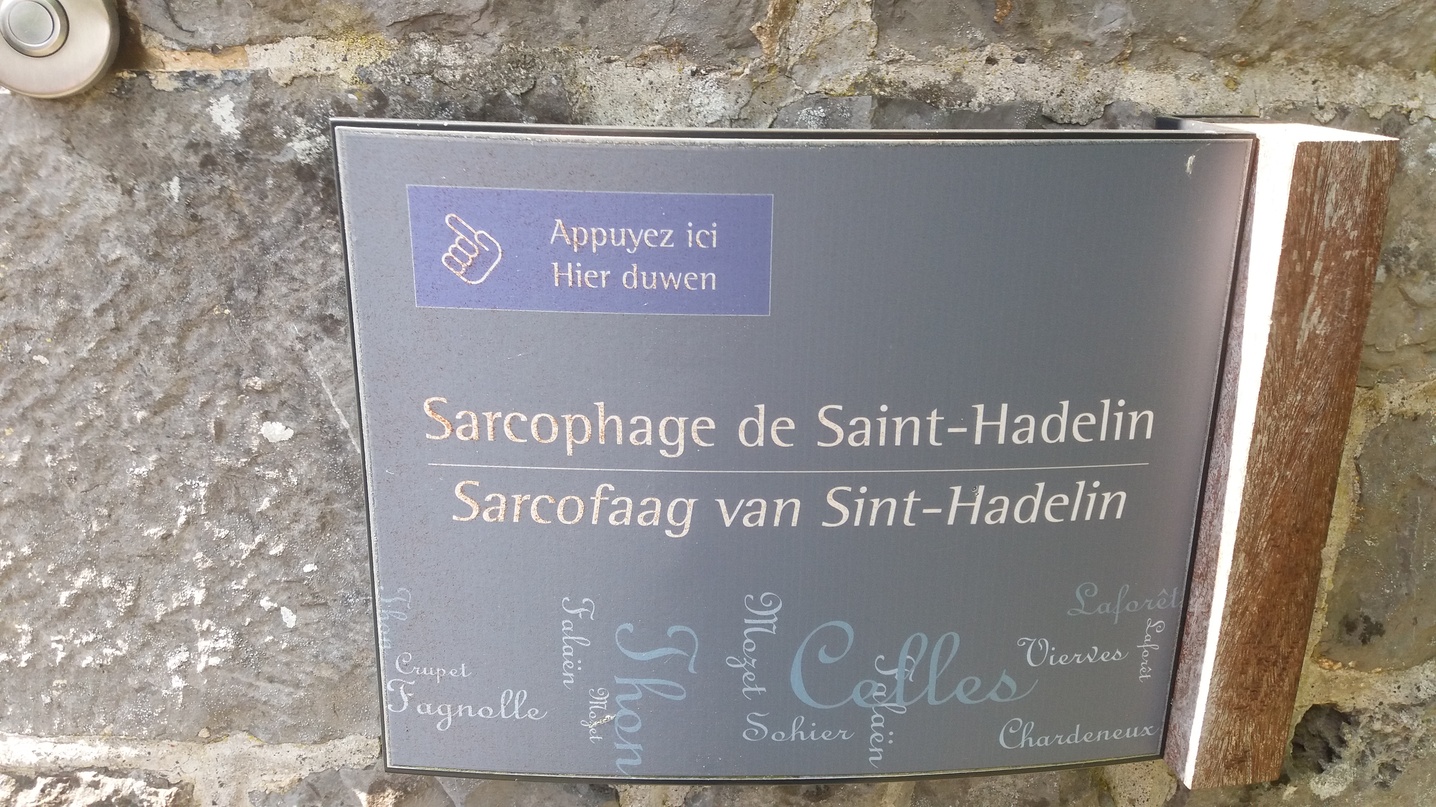 Appuyez ici
Hier duwen
Sarcophage de Saint-Hadelin
Sarcofaag van Sint-Hadelin
Thon
Crupet
Fagnolle
Falaën
Mozet
Thon
Mozet
Sohier
Celles
Falaën
Vierves
Laforêt
Laforêt
Chardeneux